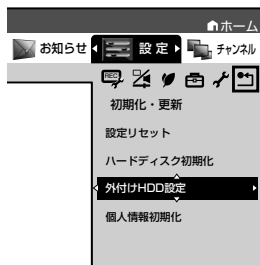 ホーム
お知らせ 設定 チャンネル
REC
初期化・更新
設定リセット
ハードディスク初期化
外付けHDD設定
個人情報初期化